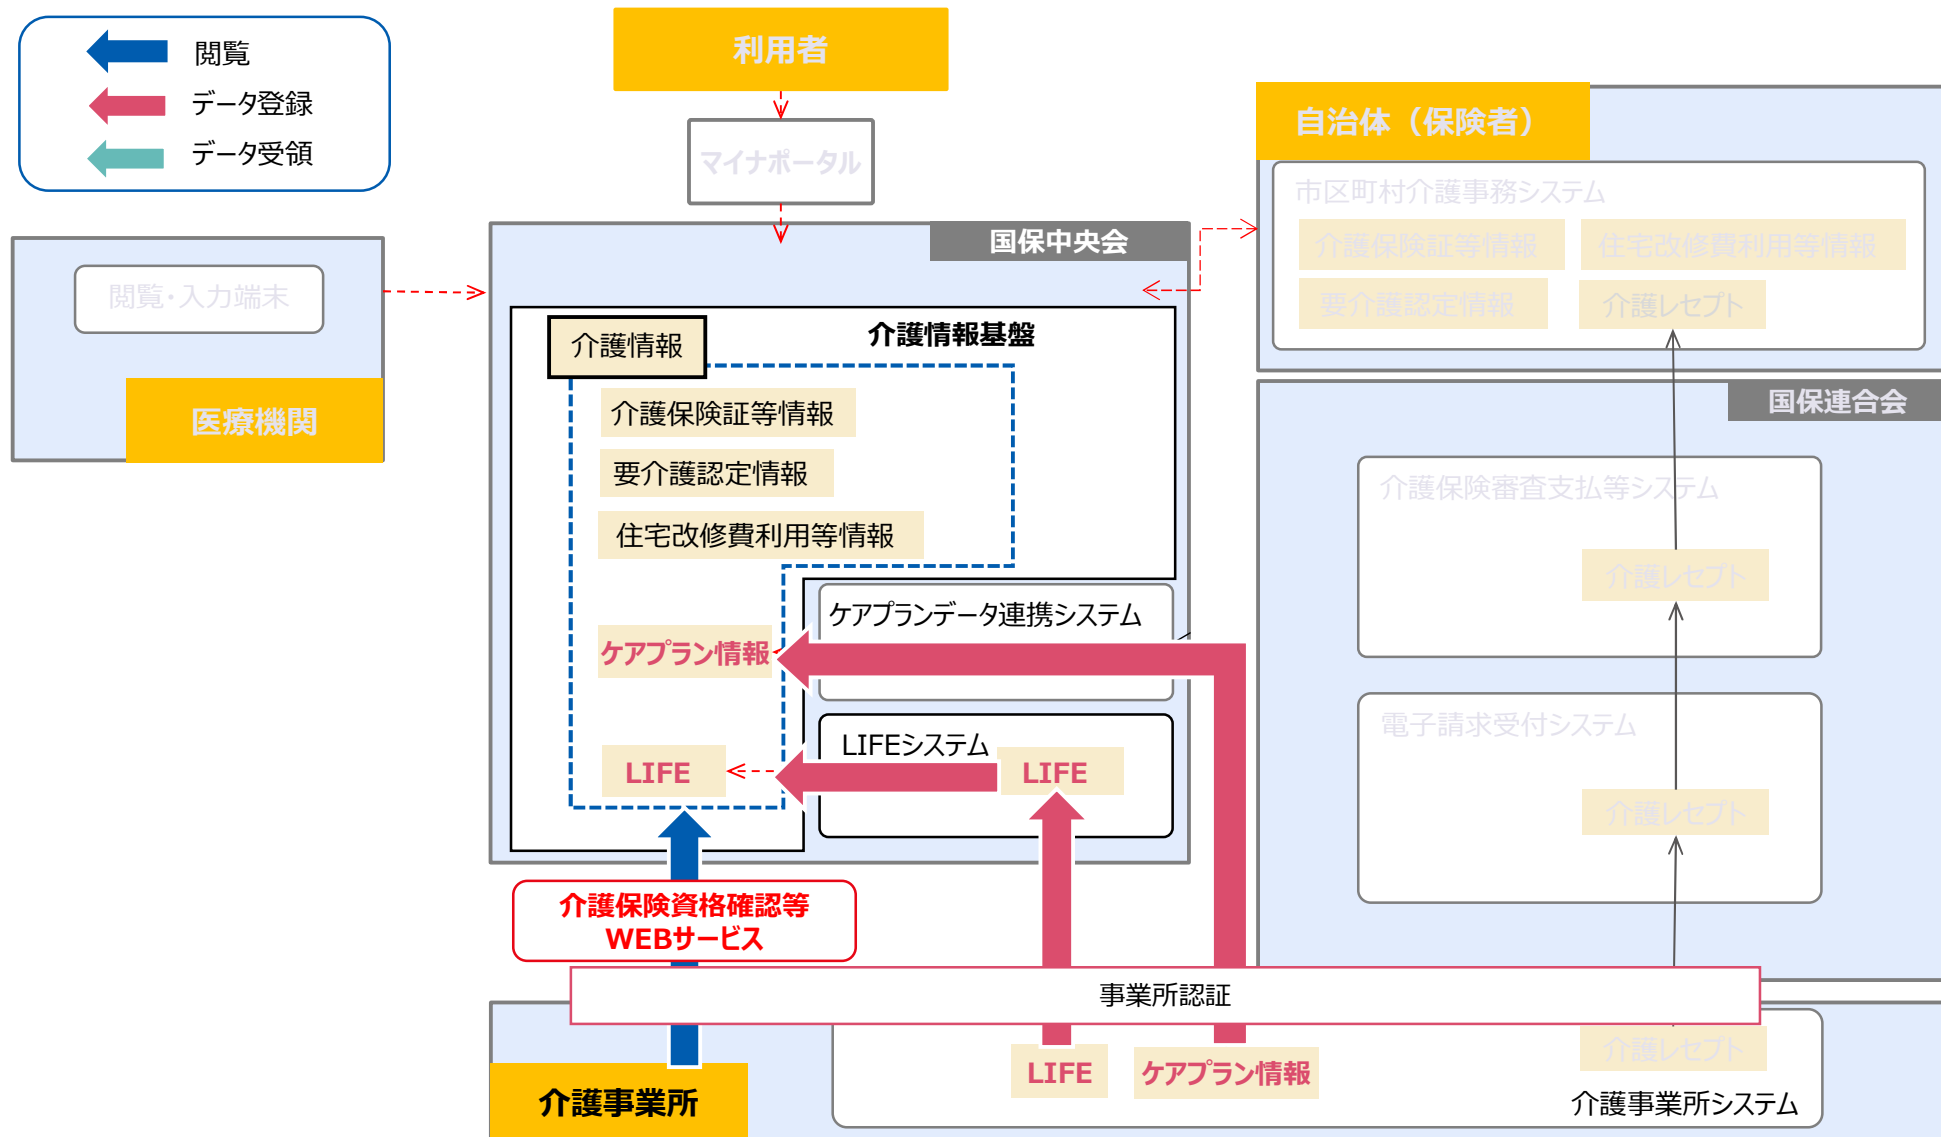 閲覧
データ登録
データ受領
利用者
マイナポータル
自治体（保険者）
市区町村介護事務システム
介護保険証等情報
住宅改修費利用等情報
要介護認定情報
介護レセプト
閲覧・入力端末
医療機関
国保中央会
介護情報基盤
介護情報
介護保険証等情報
要介護認定情報
住宅改修費利用等情報
ケアプラン情報
LIFE
ケアプランデータ連携システム
LIFEシステム
LIFE
国保連合会
介護保険審査支払等システム
介護レセプト
電子請求受付システム
介護レセプト
介護保険資格確認等
WEBサービス
事業所認証
介護事業所
LIFE
ケアプラン情報
介護レセプト
介護事業所システム